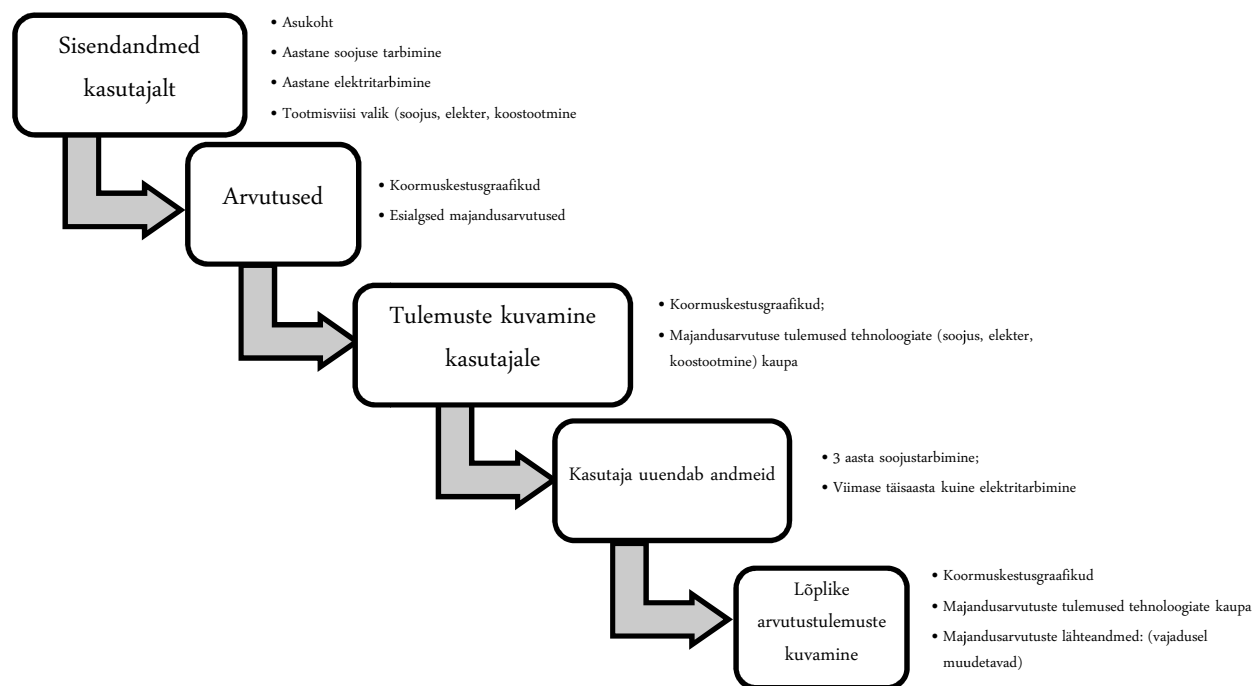 Sisendandmed
kasutajalt
• Asukoht
• Aastane soojuse tarbimine
• Aastane elektritarbimine
• Tootmisviisi valik (soojus, elekter, koostootmine
Arvutused
• Koormuskestusgraafikud
• Esialgsed majandusarvutused
Tulemuste kuvamine
kasutajale
• Koormuskestusgraafikud;
• Majandusarvutuse tulemused tehnoloogiate (soojus, elekter,
koostootmine) kaupa
Kasutaja uuendab andmeid
• 3 aasta soojustarbimine;
• Viimase täisaasta kuine elektritarbimine
Lõplike
arvutustulemuste
kuvamine
• Koormuskestusgraafikud
• Majandusarvutuste tulemused tehnoloogiate kaupa
• Majandusarvutuste lähteandmed: (vajadusel
muudetavad)